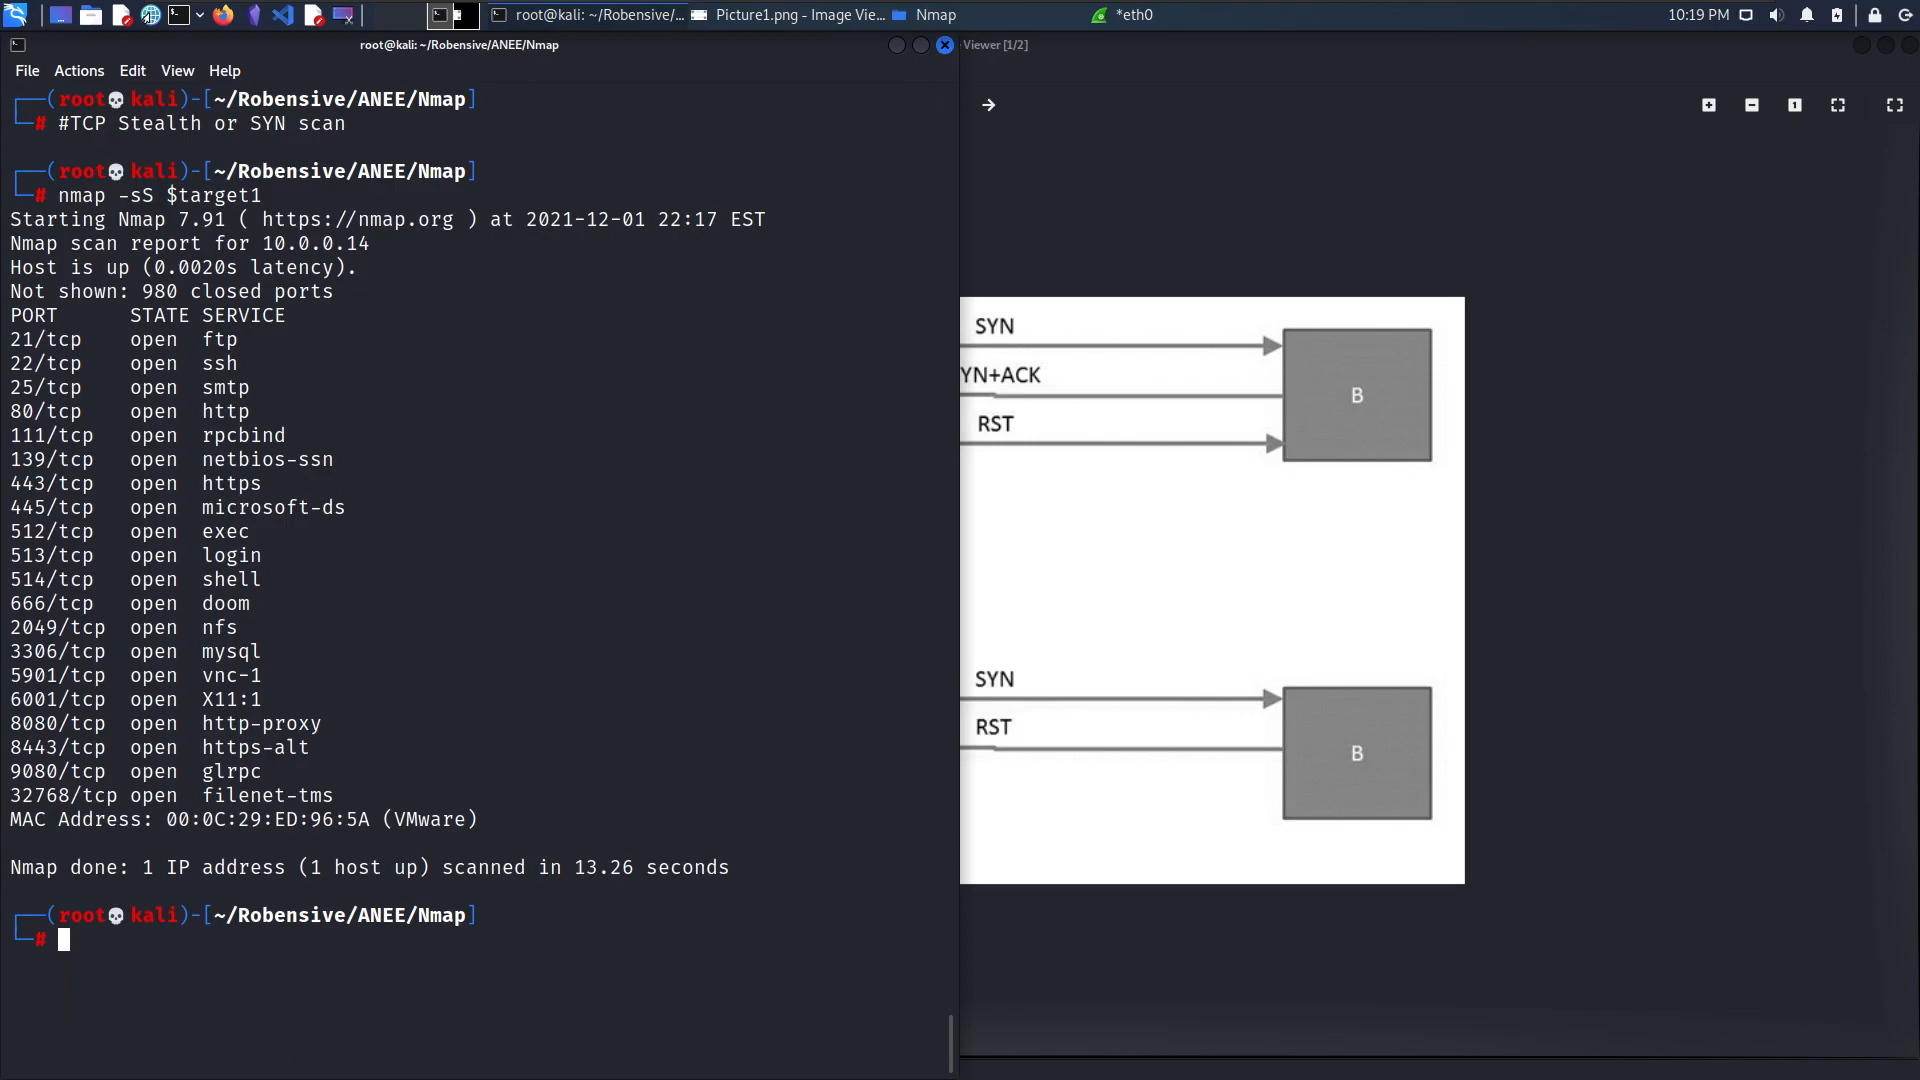 root@kali: ~/Robensive/...
Picture1.png - Image Vie...
Nmap
*eth0
10:19 PM
root@kali: ~/Robensive/ANEE/Nmap
Viewer [1/2]
File Actions Edit View Help
(root💀kali)-[~/Robensive/ANEE/Nmap]
# #TCP Stealth or SYN scan
(root💀kali)-[~/Robensive/ANEE/Nmap]
# nmap -sS $target1
Starting Nmap 7.91 ( https://nmap.org ) at 2021-12-01 22:17 EST
Nmap scan report for 10.0.0.14
Host is up (0.0020s latency).
Not shown: 980 closed ports
PORT STATE SERVICE
21/tcp open ftp
22/tcp open ssh
25/tcp open smtp
80/tcp open http
111/tcp open rpcbind
139/tcp open netbios-ssn
443/tcp open https
445/tcp open microsoft-ds
512/tcp open exec
513/tcp open login
514/tcp open shell
666/tcp open doom
2049/tcp open nfs
3306/tcp open mysql
5901/tcp open vnc-1
6001/tcp open X11:1
8080/tcp open http-proxy
8443/tcp open https-alt
9080/tcp open glrpc
32768/tcp open filenet-tms
MAC Address: 00:0C:29:ED:96:5A (VMware)
Nmap done: 1 IP address (1 host up) scanned in 13.26 seconds
(root💀kali)-[~/Robensive/ANEE/Nmap]
#
1
SYN
YN+ACK
RST
B
SYN
RST
B